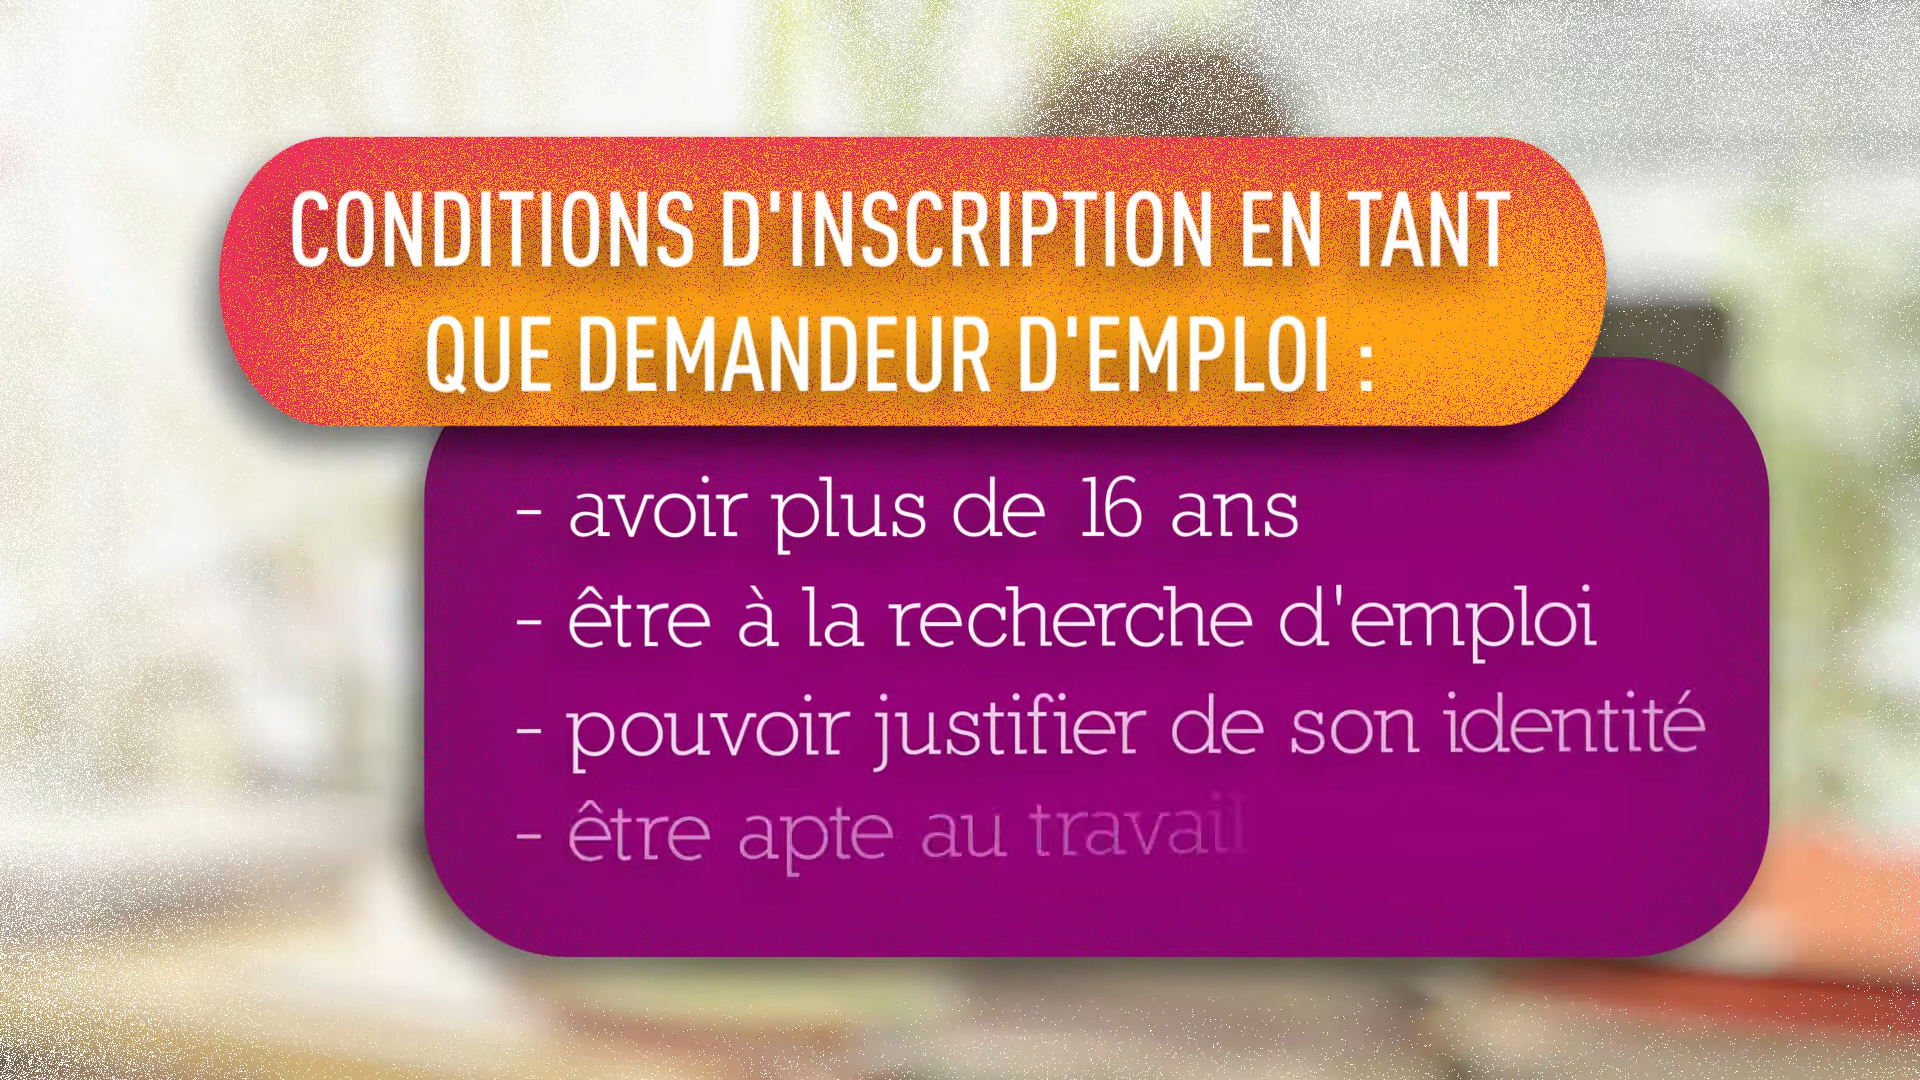 CONDITIONS D'INSCRIPTION EN TANT
QUE DEMANDEUR D'EMPLOI :
- avoir plus de 16 ans
- être à la recherche d'emploi
- pouvoir justifier de son identité
- être apte au travail